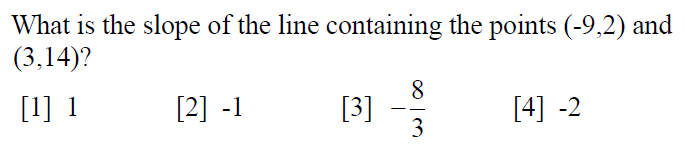 What is the slope of the line containing the points (-9,2) and
(3,14)?
[1] 1 [2] -1 [3] -8/3 [4] -2